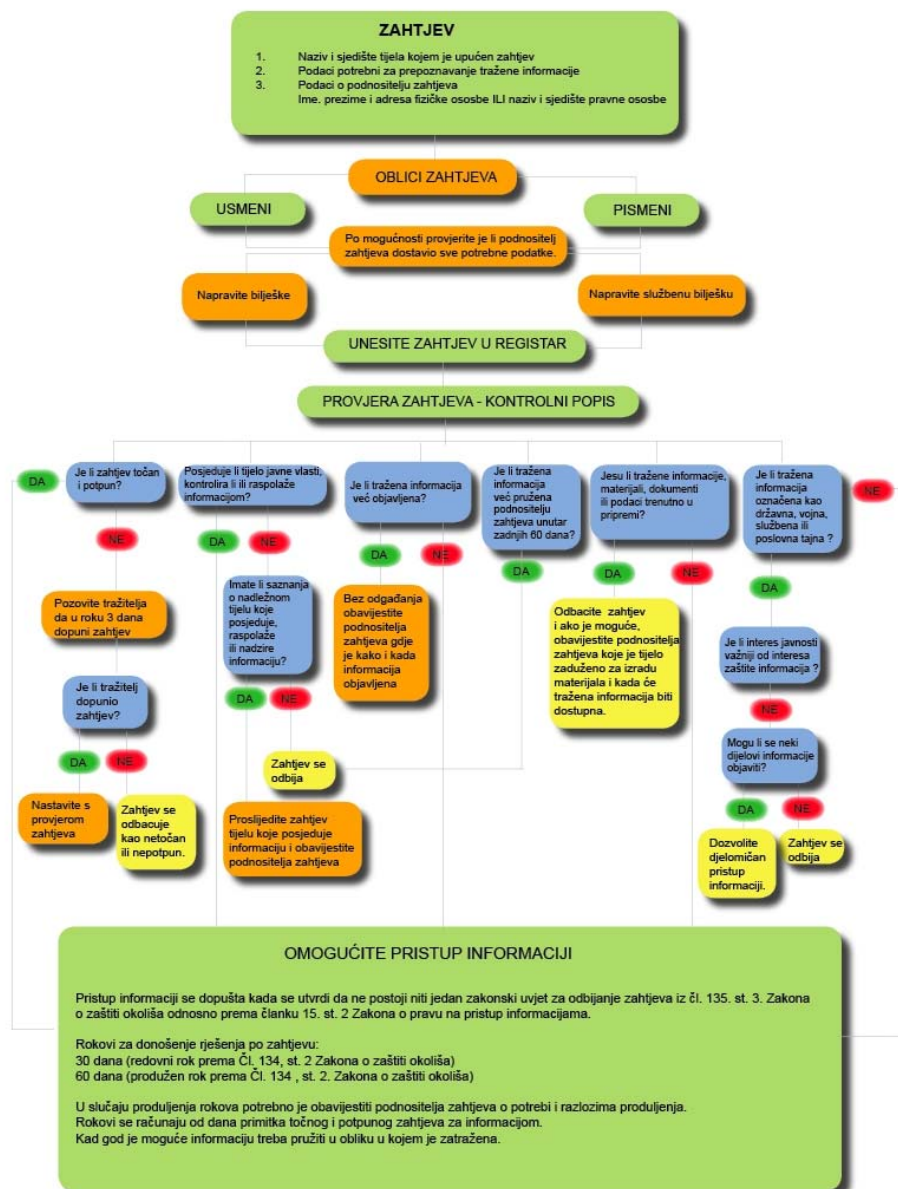 ZAHTJEV
1. Naziv i sjedište tijela kojem je upućen zahtjev
2. Podaci potrebni za prepoznavanje tražene informacije
3. Podaci o podnositelju zahtjeva
Ime. prezime i adresa fizičke ososbe ILI naziv i sjedište pravne ososbe
OBLICI ZAHTJEVA
USMENI
PISMENI
Po mogućnosti provjerite je li podnositelj
zahtjeva dostavio sve potrebne podatke.
Napravite bilješke
Napravite službenu bilješku
UNESITE ZAHTJEV U REGISTAR
PROVJERA ZAHTJEVA - KONTROLNI POPIS
DA
Je li zahtjev točan
i potpun?
NE
Pozovite tražitelja
da u roku 3 dana
dopuni zahtjev
Je li tražitelj
dopunio
zahtjev?
DA
NE
Nastavite s
provjerom
zahtjeva
Zahtjev se
odbacuje
kao netočan
ili nepotpun.
Posjeduje li tijelo javne vlasti,
kontrolira li ili raspolaže
informacijom?
DA
NE
Imate li saznanja
o nadležnom
tijelu koje
posjeduje,
raspolaže
ili nadzire
informaciju?
DA
NE
Zahtjev se
odbija
Proslijedite zahtjev
tijelu koje posjeduje
informaciju i obavijestite
podnositelja zahtjeva
Je li tražena informacija
već objavljena?
DA
NE
Bez odgađanja
obavijestite
podnositelja
zahtjeva gdje
je kako i kada
informacija
objavljena
Je li tražena
informacija
već pružena
podnositelju
zahtjeva unutar
zadnjih 60 dana?
DA
Jesu li tražene informacije,
materijali, dokumenti
ili podaci trenutno u
pripremi?
DA
NE
Odbacite zahtjev
i ako je moguće,
obavijestite podnositelja
zahtjeva koje je tijelo
zaduženo za izradu
materijala i kada će
tražena informacija biti
dostupna.
Je li tražena
informacija
označena kao
državna, vojna,
službena ili
poslovna tajna ?
NE
DA
Je li interes javnosti
važniji od interesa
zaštite informacija ?
NE
Mogu li se neki
dijelovi informacije
objaviti?
DA
NE
Dozvolite
djelomičan
pristup
informaciji.
Zahtjev se
odbija
OMOGUĆITE PRISTUP INFORMACIJI
Pristup informaciji se dopušta kada se utvrdi da ne postoji niti jedan zakonski uvjet za odbijanje zahtjeva iz čl. 135. st. 3. Zakona
o zaštiti okoliša odnosno prema članku 15. st. 2 Zakona o pravu na pristup informacijama.
Rokovi za donošenje rješenja po zahtjevu:
30 dana (redovni rok prema Čl. 134, st. 2 Zakona o zaštiti okoliša)
60 dana (produžen rok prema Čl. 134 , st. 2. Zakona o zaštiti okoliša)
U slučaju produljenja rokova potrebno je obavijestiti podnositelja zahtjeva o potrebi i razlozima produljenja.
Rokovi se računaju od dana primitka točnog i potpunog zahtjeva za informacijom.
Kad god je moguće informaciju treba pružiti u obliku u kojem je zatražena.